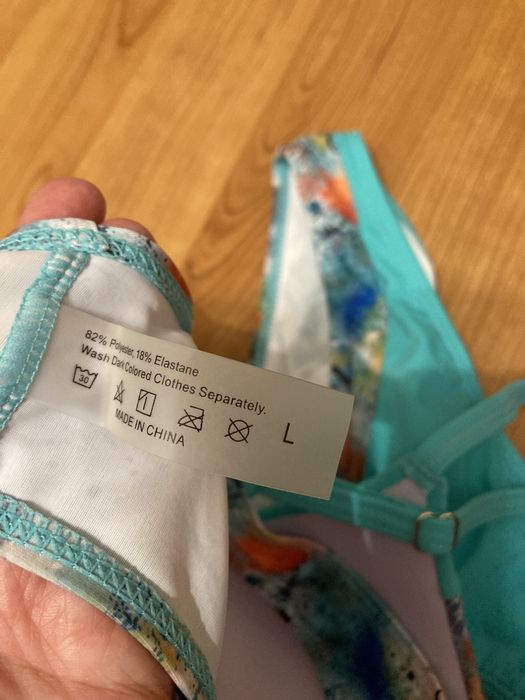 82% Polyester, 18% Elastane
Wash Dark Colored Clothes Separately.
30
L
MADE IN CHINA